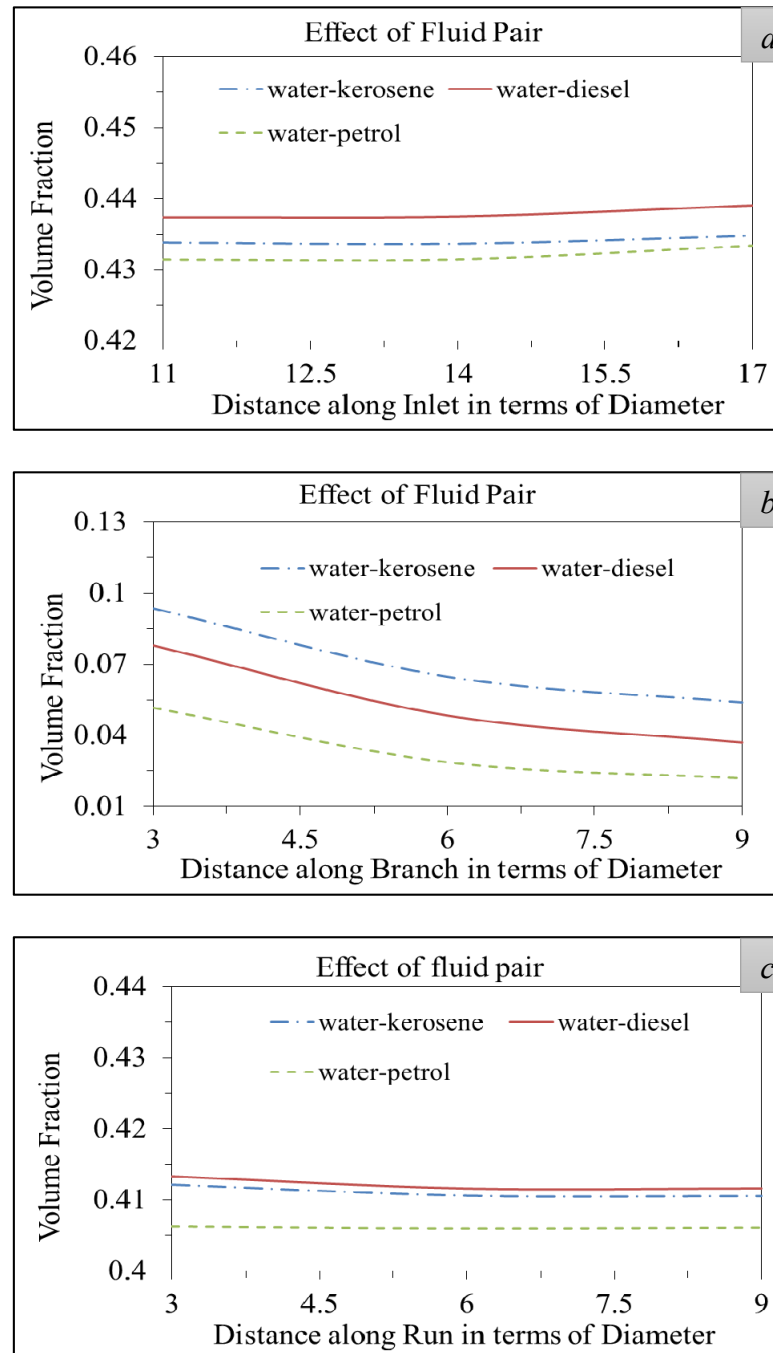 Effect of Fluid Pair
a
0.46
water-kerosene water-diesel
0.45
water-petrol
0.44
0.43
0.42
11 12.5 14 15.5 17
Volume Fraction
Distance along Inlet in terms of Diameter
Effect of Fluid Pair
b
0.13
water-kerosene water-diesel
0.1
water-petrol
0.07
0.04
0.01
3 4.5 6 7.5 9
Volume Fraction
Distance along Branch in terms of Diameter
Effect of fluid pair
c
0.44
water-kerosene water-diesel
0.43
water-petrol
0.42
0.41
0.4
3 4.5 6 7.5 9
Volume Fraction
Distance along Run in terms of Diameter